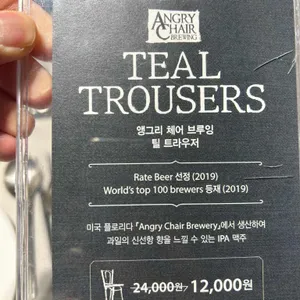 ANGRY
CHAIR
BREWING
TEAL
TROUSERS
앵그리 체어 브루잉
틸 트라우저
Rate Beer 선정 (2019)
World's top 100 brewers 등재 (2019)
미국 플로리다 『Angry Chair Brewery』에서 생산하여
과일의 신선한 향을 느낄 수 있는 IPA 맥주
24,000원 / 12,000원